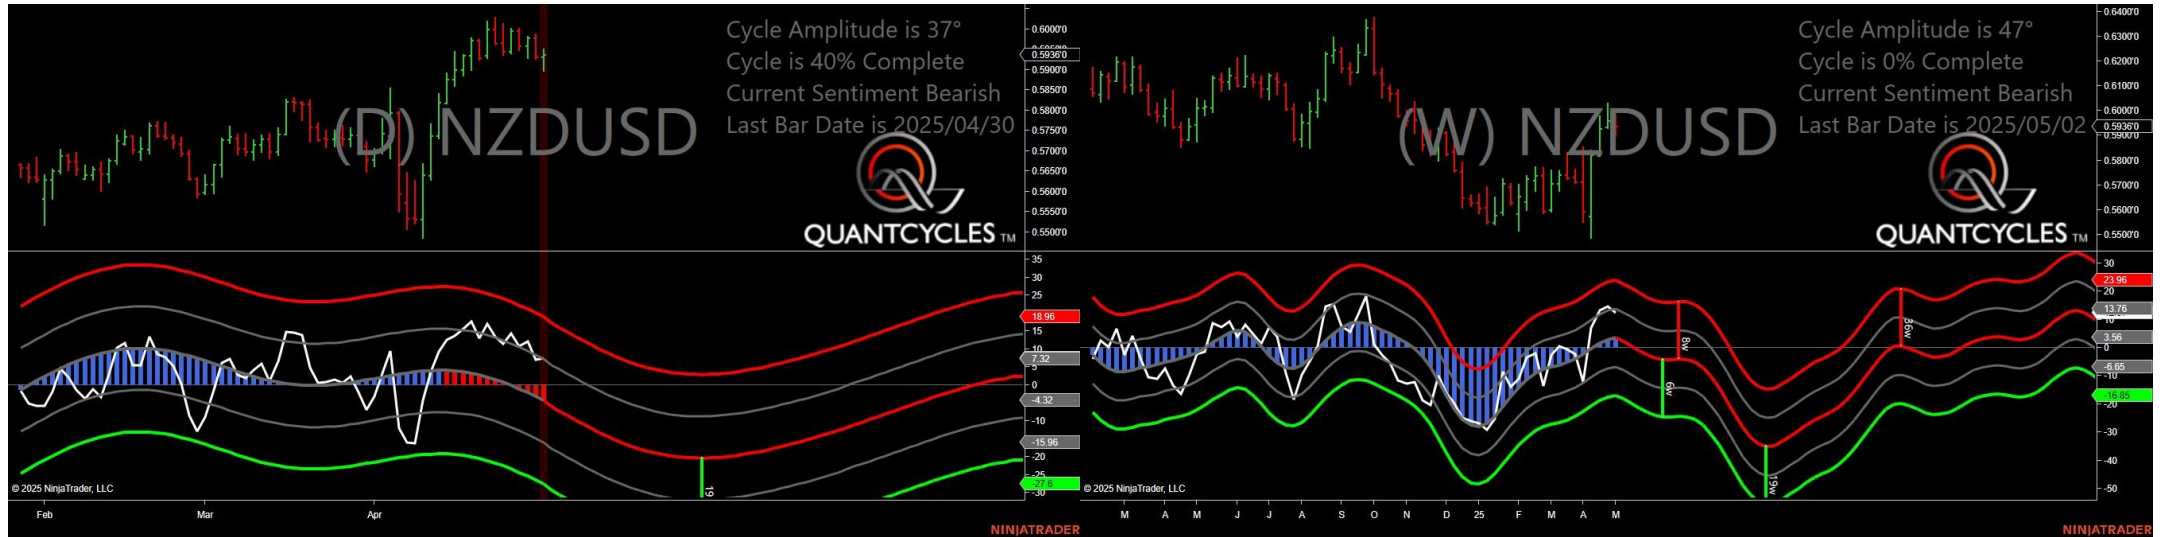 Cycle Amplitude is 37°
Cycle is 40% Complete
Current Sentiment Bearish
Last Bar Date is 2025/04/30
(D) NZDUSD
QUANTCYCLES TM
0.6000'0
0.5936'0
0.5900'0
0.5850'0
0.5800'0
0.5750'0
0.5700'0
0.5650'0
0.5600'0
0.5550'0
0.5500'0
35
30
25
18.96
15
10
7.32
5
0
-4.32
-10
-15.96
-20
-25
-27.6
-30
19
© 2025 NinjaTrader, LLC
Feb Mar Apr
NINJATRADER
Cycle Amplitude is 47°
Cycle is 0% Complete
Current Sentiment Bearish
Last Bar Date is 2025/05/02
(W) NZDUSD
QUANTCYCLES TM
0.6400'0
0.6300'0
0.6200'0
0.6100'0
0.6000'0
0.5936'0
0.5900'0
0.5800'0
0.5700'0
0.5600'0
0.5500'0
30
23.96
20
13.76
10
3.56
0
-6.65
-10
-16.85
-20
-30
-40
-50
8w
6w
19w
36w
© 2025 NinjaTrader, LLC
M A M J J A S O N D 25 F M A M
NINJATRADER